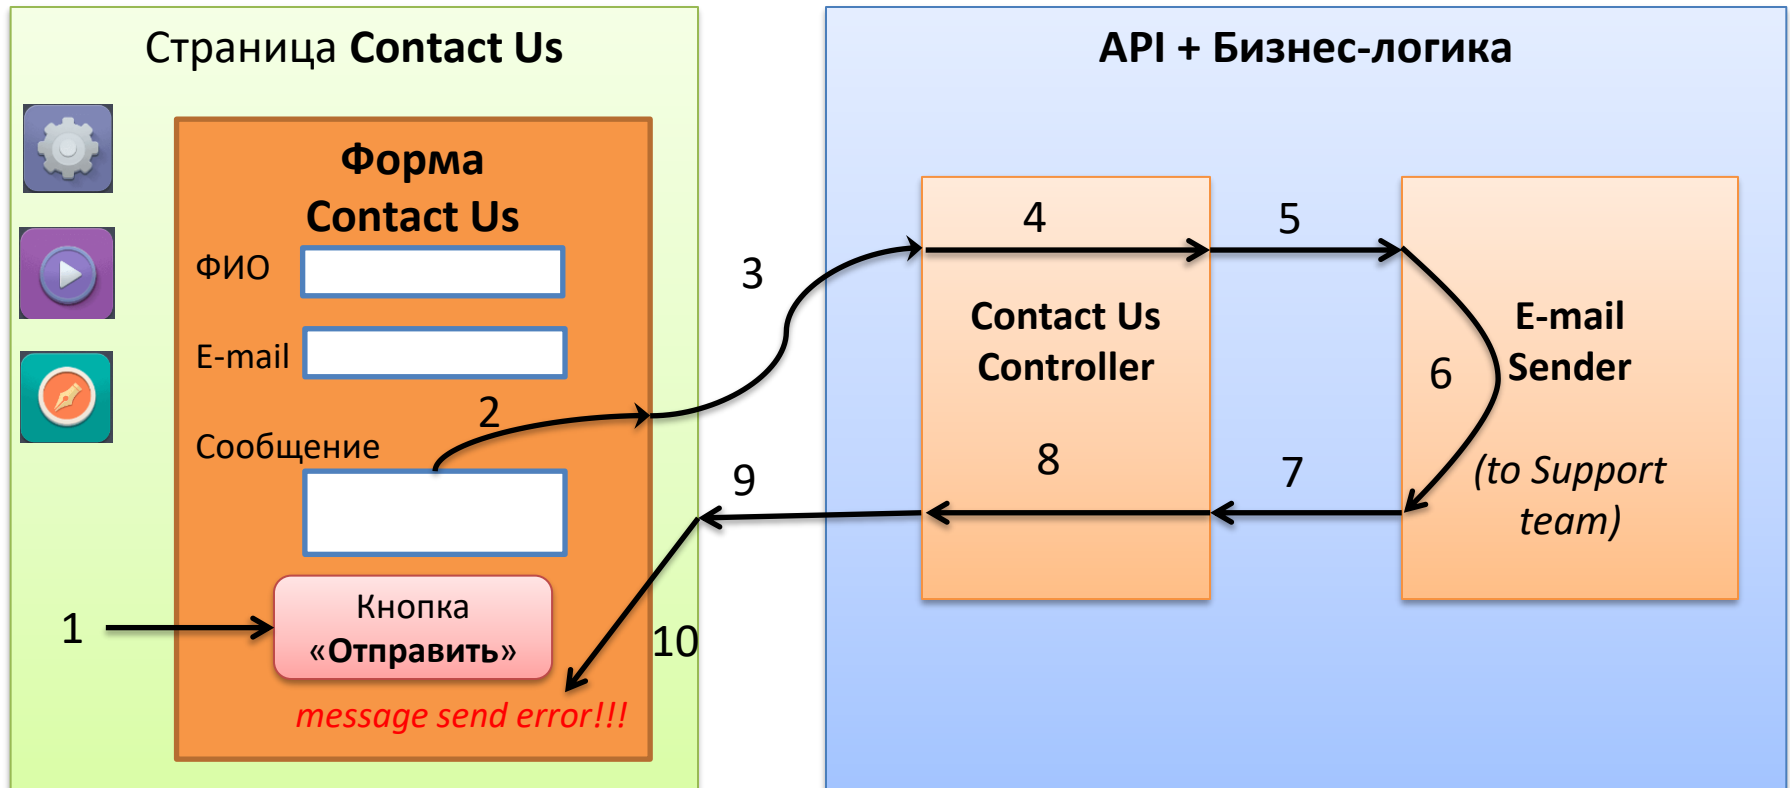 Страница Contact Us
API + Бизнес-логика
Форма
Contact Us
ФИО
E-mail
Сообщение
Кнопка
«Отправить»
message send error!!!
1
2
3
4
5
6
7
8
9
10
Contact Us
Controller
E-mail
Sender
(to Support
team)